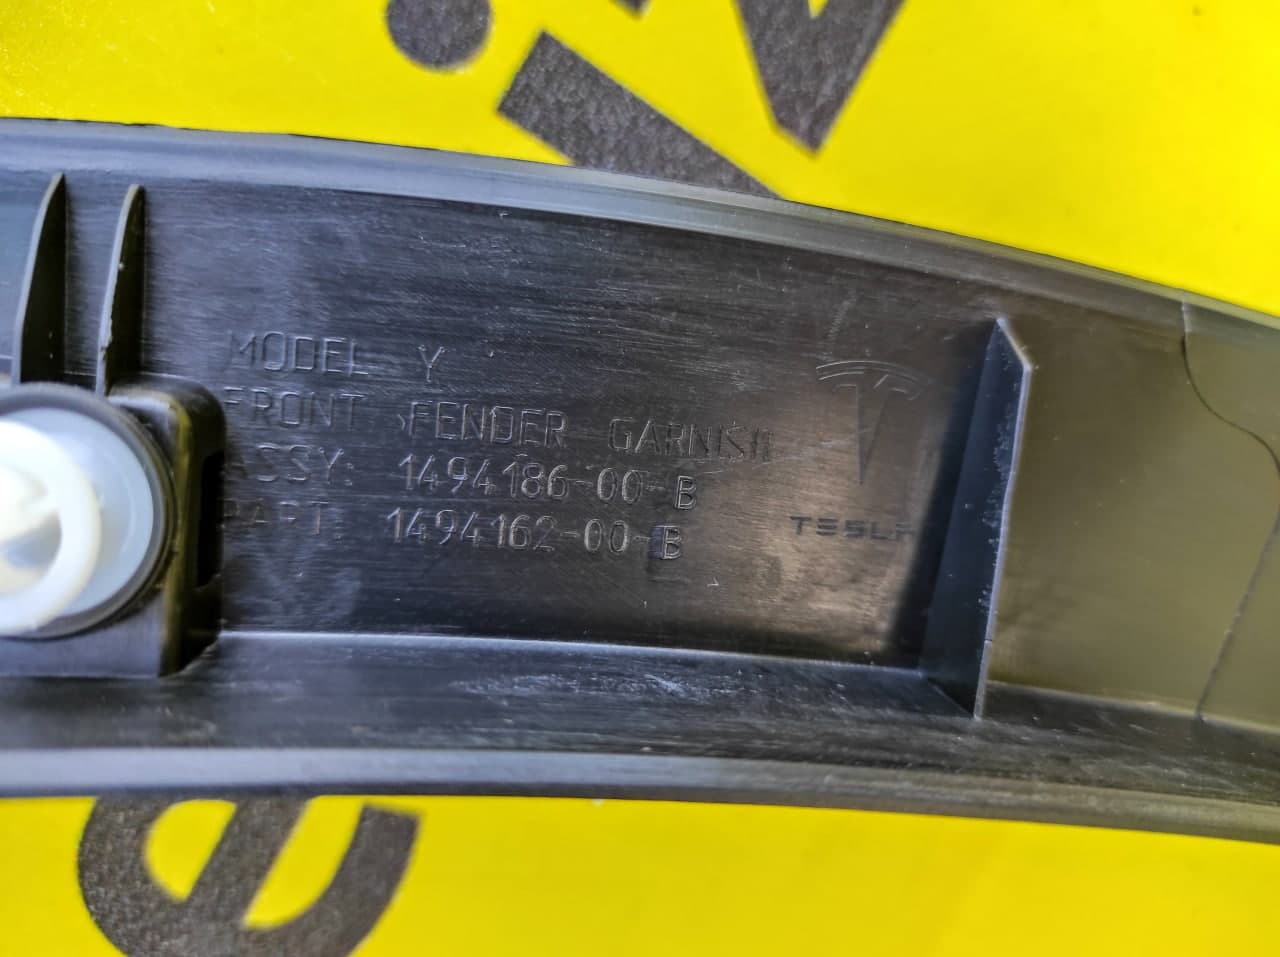 MODEL Y
FRONT FENDER GARNISH
ASSY: 1494186-00-B
PART: 1494162-00-B
TESLA